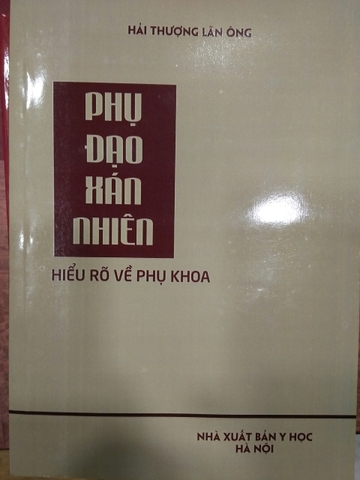 HẢI THƯỢNG LÃN ÔNG
PHỤ
ĐẠO
XÁN
NHIÊN
HIỂU RÕ VỀ PHỤ KHOA
NHÀ XUẤT BẢN Y HỌC
HÀ NỘI